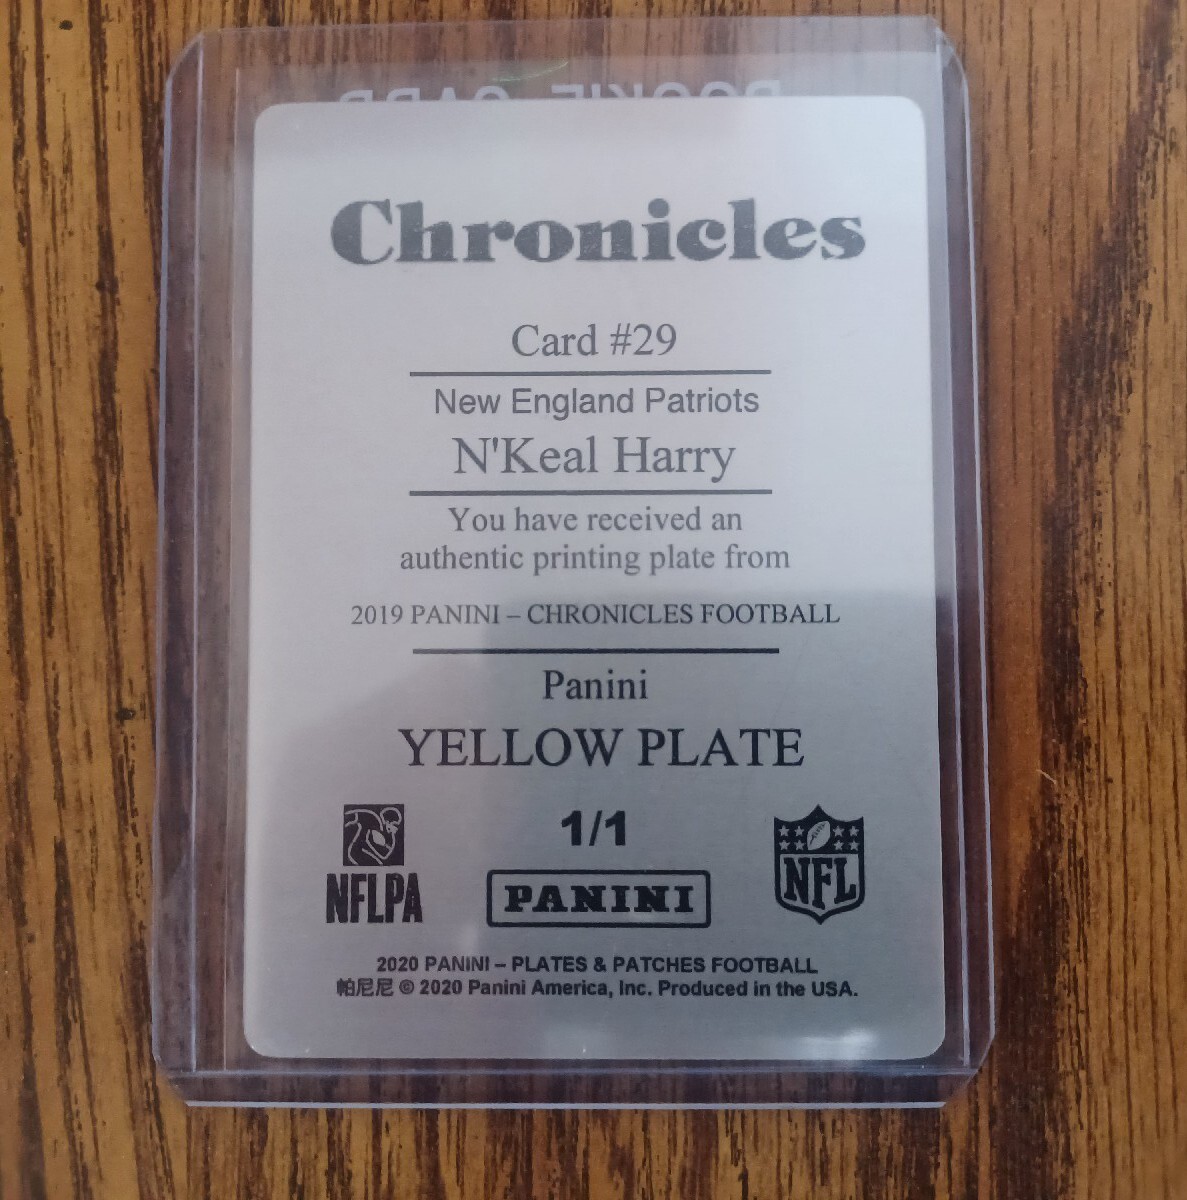 ROOKIE CARD
Chronicles
Card #29
New England Patriots
N'Keal Harry
You have received an
authentic printing plate from
2019 PANINI – CHRONICLES FOOTBALL
Panini
YELLOW PLATE
1/1
NFLPA
PANINI
NFL
2020 PANINI – PLATES & PATCHES FOOTBALL
帕尼尼 © 2020 Panini America, Inc. Produced in the USA.